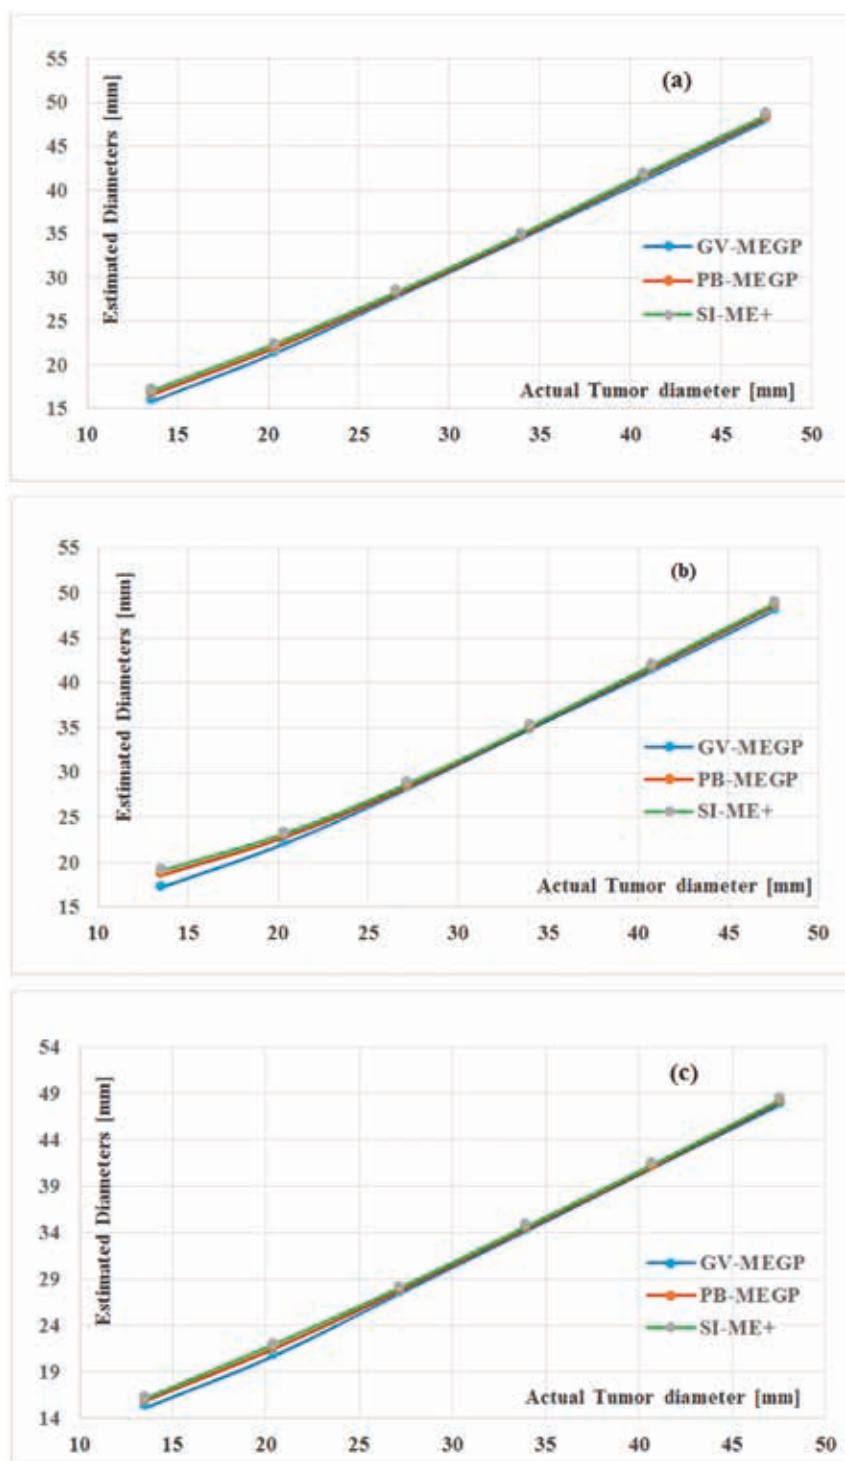 (a)
Estimated Diameters [mm]
55
50
45
40
35
30
25
20
15
GV-MEGP
PB-MEGP
SI-ME+
Actual Tumor diameter [mm]
10 15 20 25 30 35 40 45 50
(b)
Estimated Diameters [mm]
55
50
45
40
35
30
25
20
15
GV-MEGP
PB-MEGP
SI-ME+
Actual Tumor diameter [mm]
10 15 20 25 30 35 40 45 50
(c)
Estimated Diameters [mm]
54
49
44
39
34
29
24
19
14
GV-MEGP
PB-MEGP
SI-ME+
Actual Tumor diameter [mm]
10 15 20 25 30 35 40 45 50